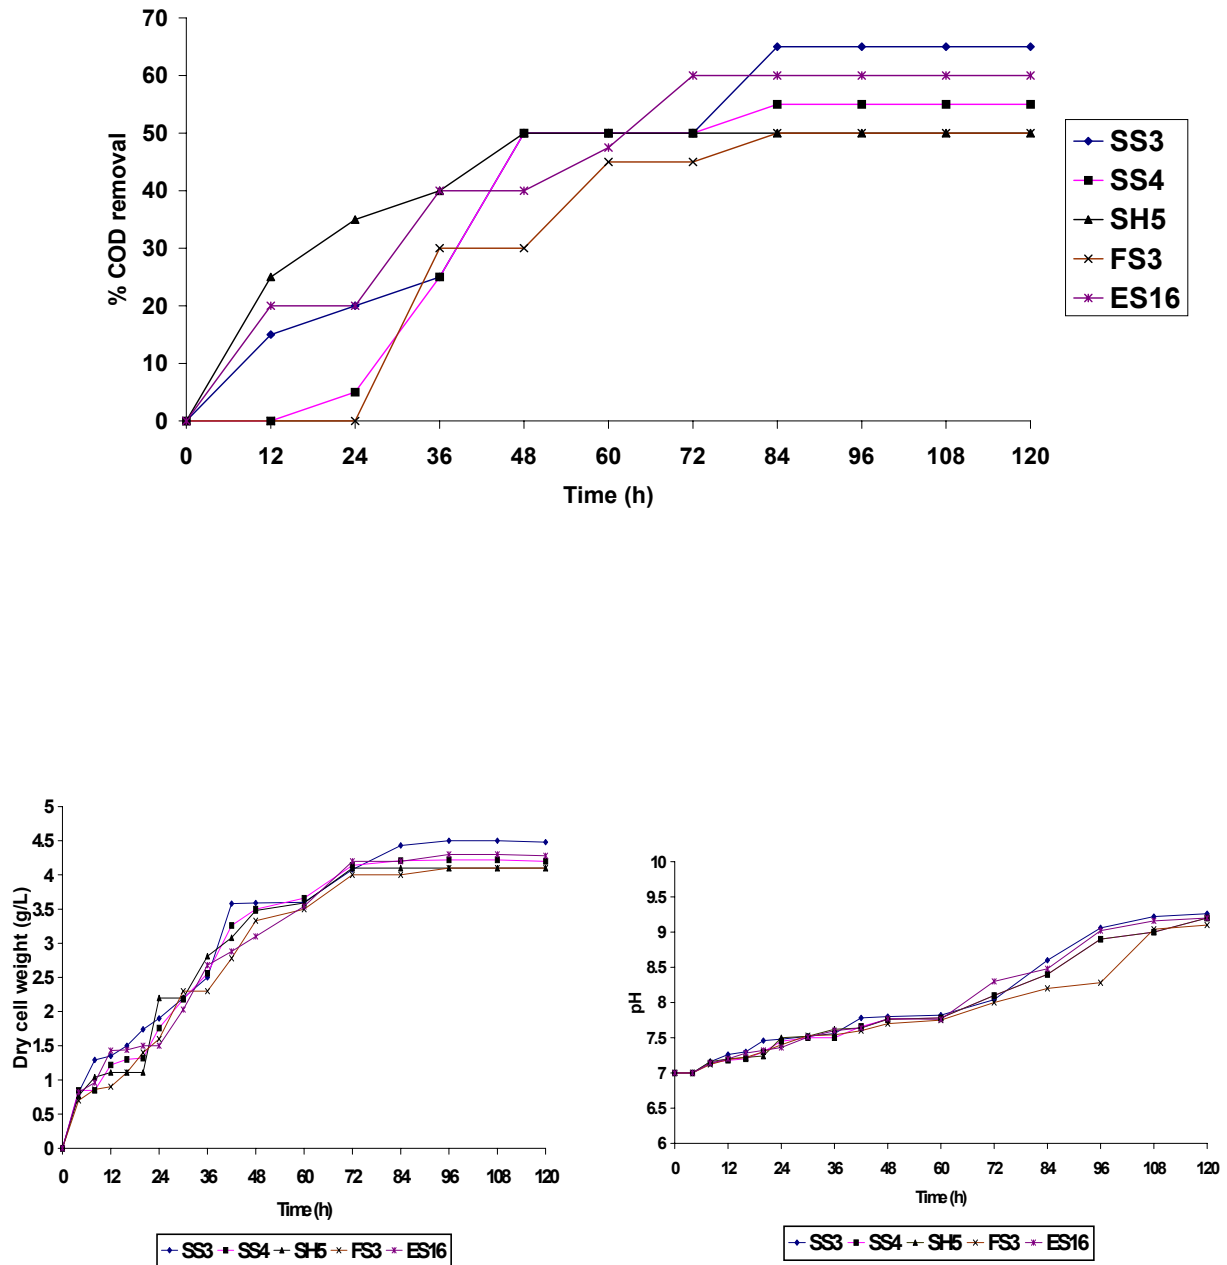 70
60
50
40
30
20
10
0
% COD removal
0 12 24 36 48 60 72 84 96 108 120
Time (h)
SS3
SS4
SH5
FS3
ES16
5
4.5
4
3.5
3
2.5
2
1.5
1
0.5
0
Dry cell weight (g/L)
0 12 24 36 48 60 72 84 96 108 120
Time (h)
SS3 SS4 SH5 FS3 ES16
10
9.5
9
8.5
8
7.5
7
6.5
6
pH
0 12 24 36 48 60 72 84 96 108 120
Time (h)
SS3 SS4 SH5 FS3 ES16